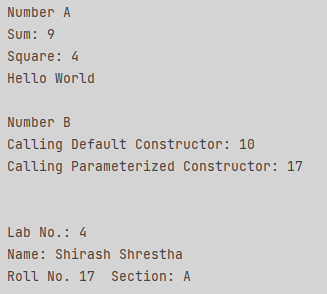 Number A
Sum: 9
Square: 4
Hello World
Number B
Calling Default Constructor: 10
Calling Parameterized Constructor: 17
Lab No.: 4
Name: Shirash Shrestha
Roll No. 17  Section: A